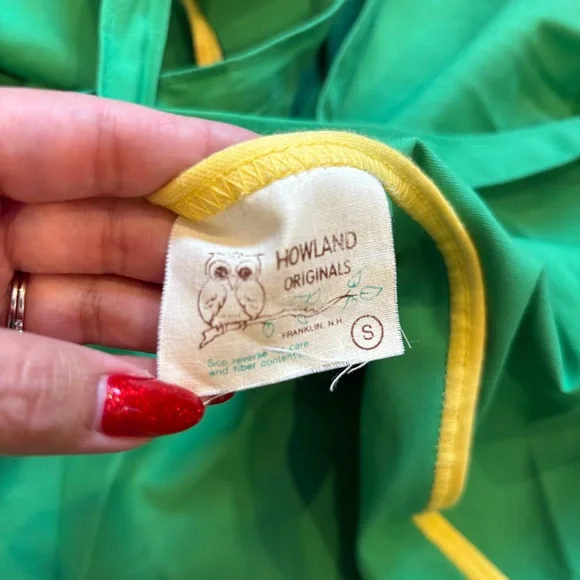 HOWLAND
ORIGINALS
FRANKLIN, N.H.
S
See reverse for care
and fiber content